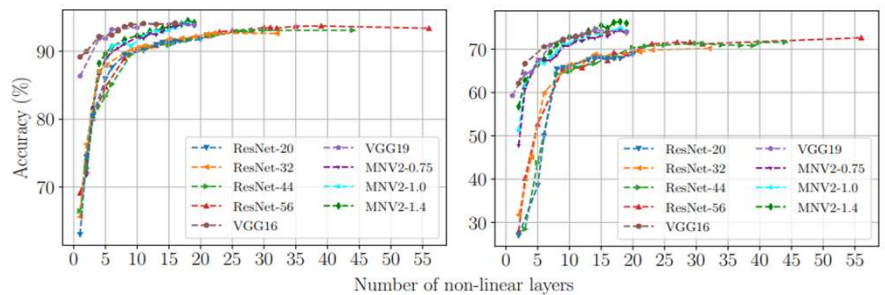 Accuracy (%)
90
80
70
ResNet-20
ResNet-32
ResNet-44
ResNet-56
VGG16
VGG19
MNV2-0.75
MNV2-1.0
MNV2-1.4
0 5 10 15 20 25 30 35 40 45 50 55
70
60
50
40
30
ResNet-20
ResNet-32
ResNet-44
ResNet-56
VGG16
VGG19
MNV2-0.75
MNV2-1.0
MNV2-1.4
0 5 10 15 20 25 30 35 40 45 50 55
Number of non-linear layers